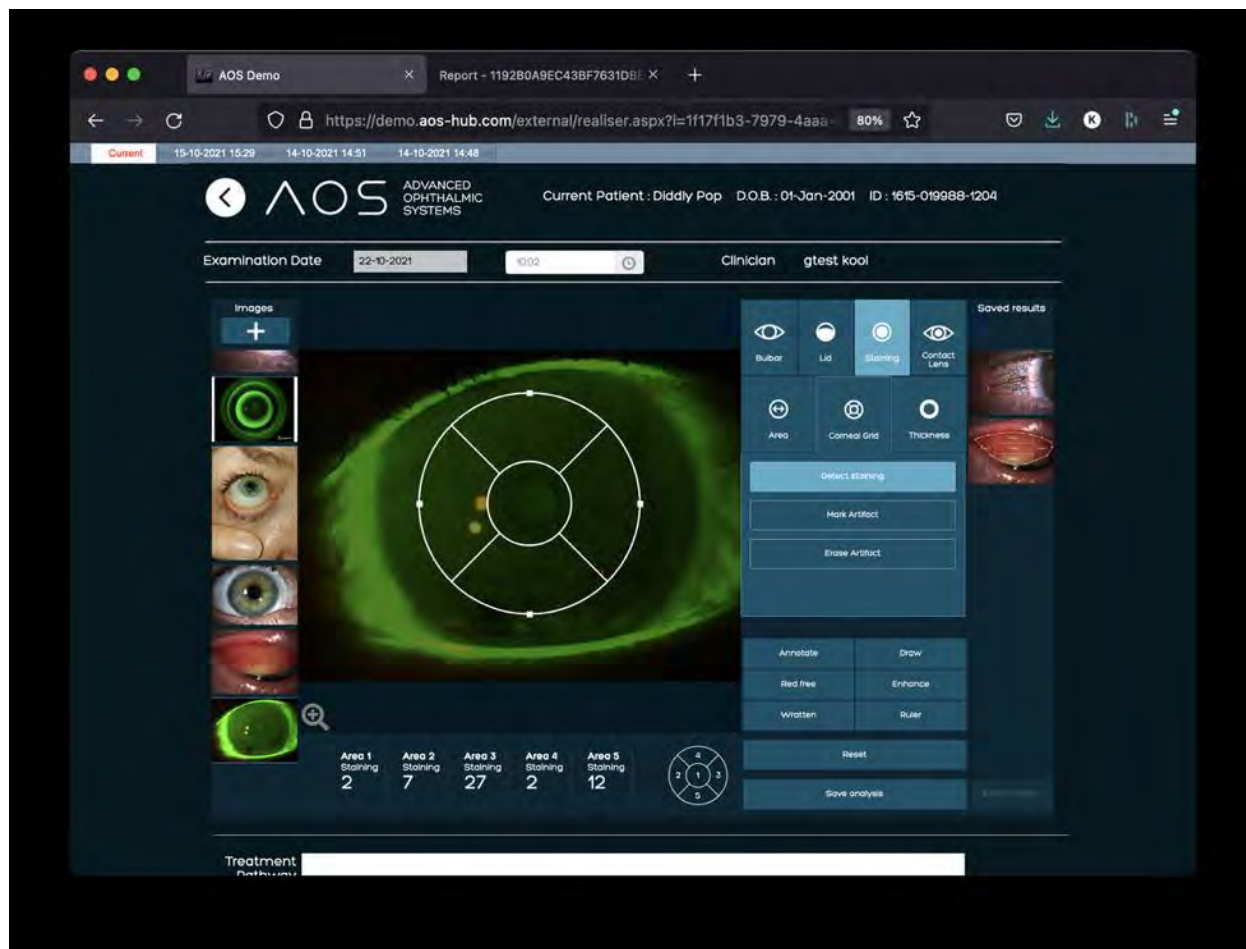 AOS Demo × Report - 1192B0A9EC43BF7631DBE × +
https://demo.aos-hub.com/external/realiser.aspx?i=1f17f1b3-7979-4aaa- 80%
Current 15-10-2021 15:29 14-10-2021 14:51 14-10-2021 14:48
AOS ADVANCED
OPHTHALMIC
SYSTEMS
Current Patient : Diddly Pop D.O.B. : 01-Jan-2001 ID : 1615-019988-1204
Examination Date 22-10-2021 10:02 Clinician gtest kool
Images
+
Bulbar Lid Staining Contact
Lens
Area Corneal Grid Thickness
Detect Staining
Mark Artifact
Erase Artifact
Annotate Draw
Red free Enhance
Wratten Ruler
Reset
Save analysis
Saved results
Area 1 Area 2 Area 3 Area 4 Area 5
Staining Staining Staining Staining Staining
2 7 27 2 12
4
2 1 3
5
Treatment
Pathway